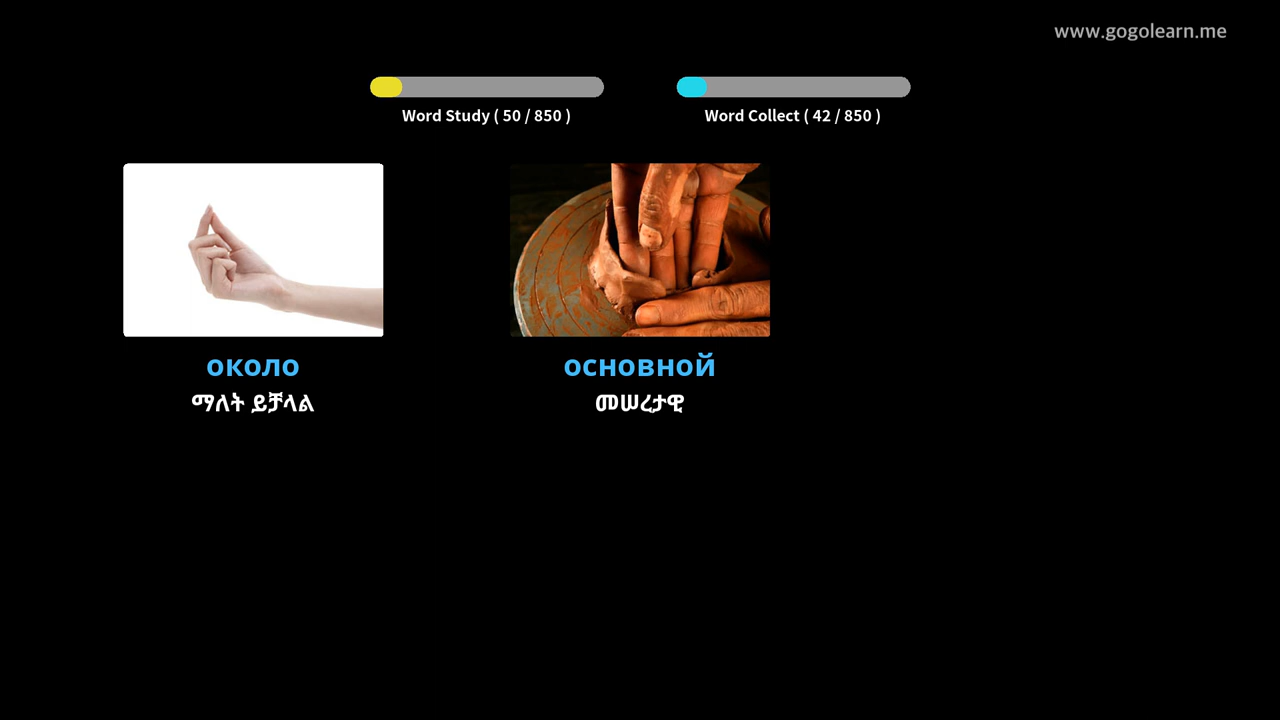 www.gogolearn.me
Word Study ( 50 / 850 )
Word Collect ( 42 / 850 )
около
ማለት ይቻላል
основной
መሠረታዊ